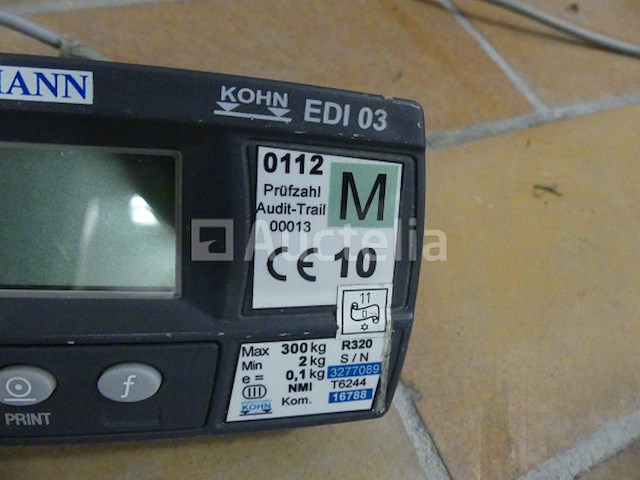 MANN
KOHN EDI 03
0112
M
Prüfzahl
Audit-Trail
00013
CE 10
Auctelia
11
Max 300 kg R320
Min 2 kg S / N
e = 0,1 kg 3277089
III NMI T6244
KOHN Kom. 16788
f
PRINT